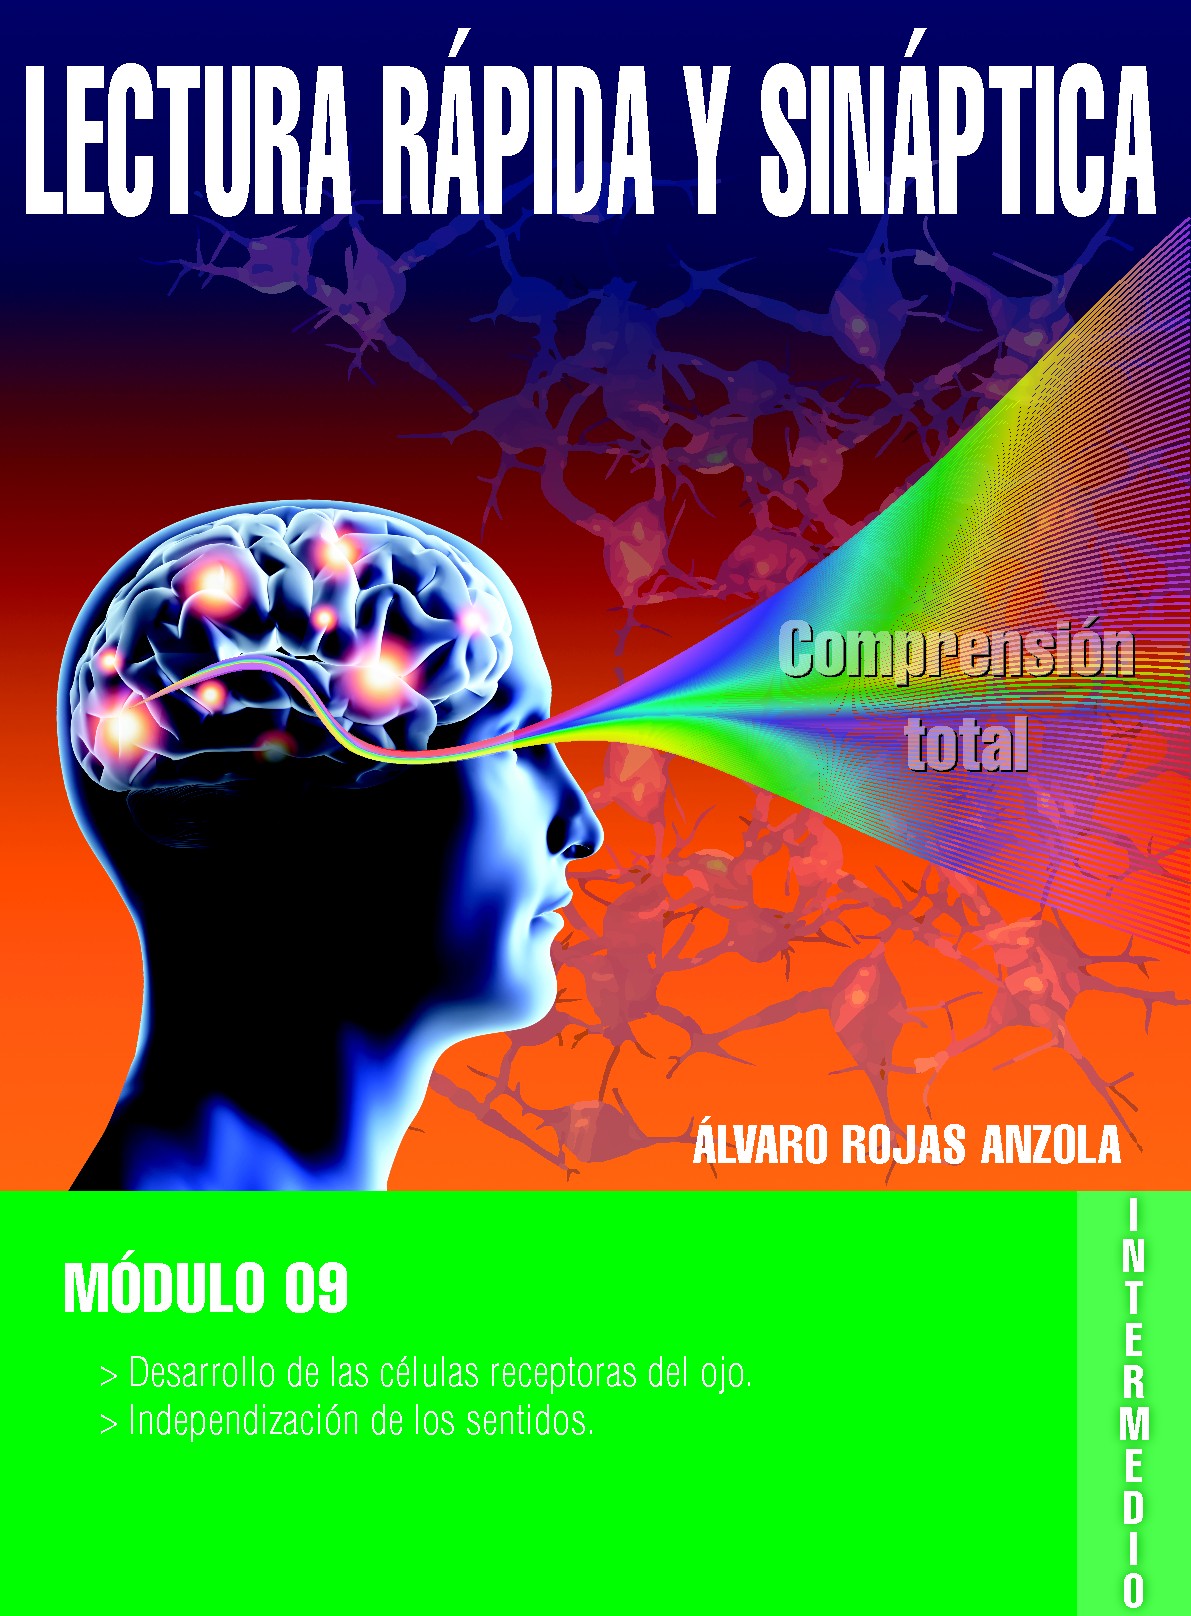 LECTURA RÁPIDA Y SINÁPTICA
Comprensión
total
ÁLVARO ROJAS ANZOLA
MÓDULO 09
> Desarrollo de las células receptoras del ojo.
> Independización de los sentidos.
INTERMEDIO